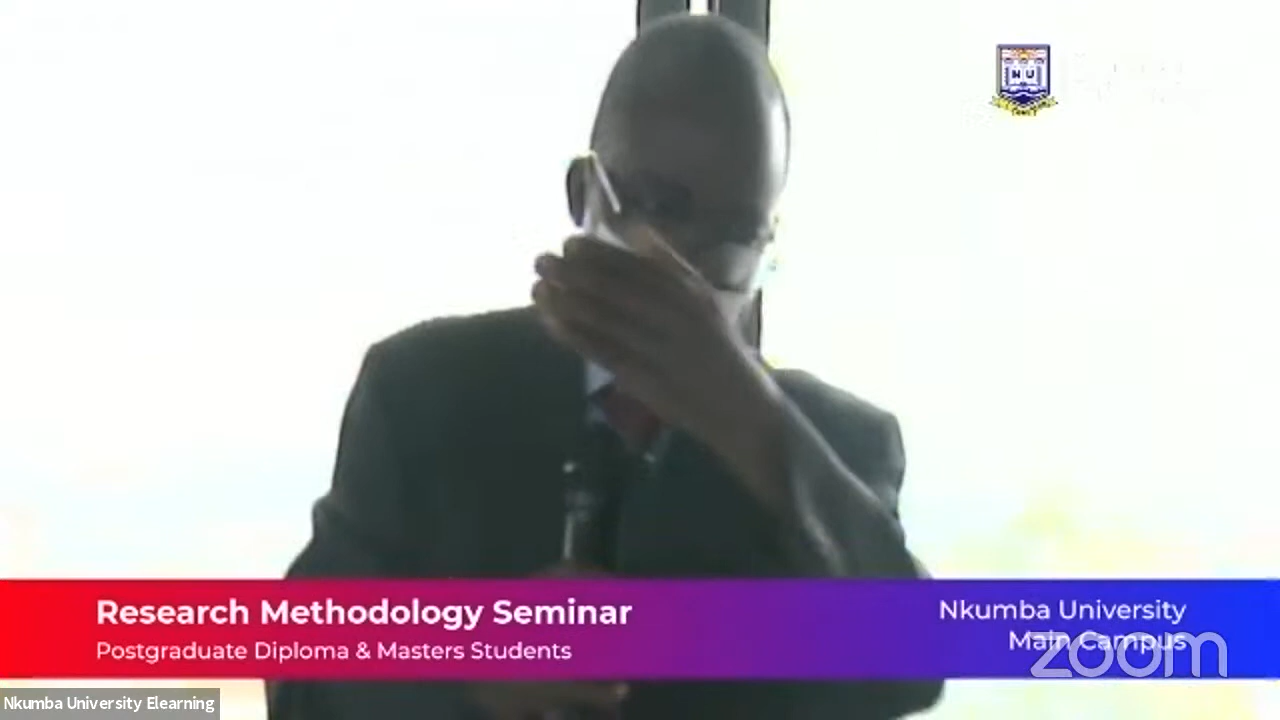 NU
Research Methodology Seminar
Postgraduate Diploma & Masters Students
Nkumba University
Main Campus
zoom
Nkumba University Elearning